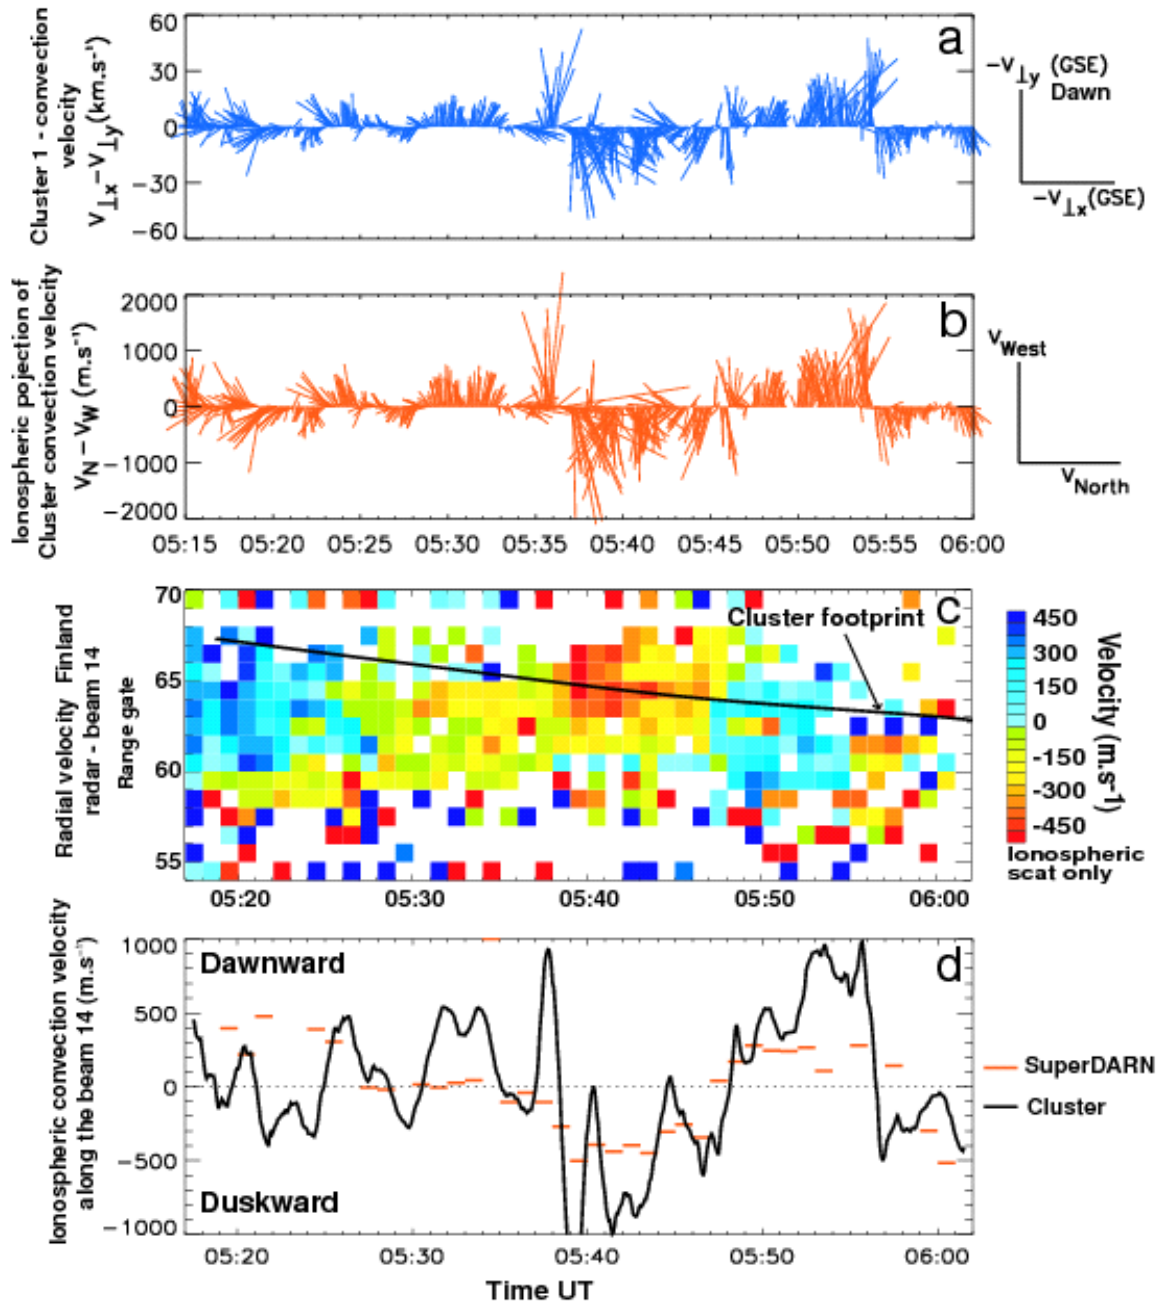 Cluster 1 - convection
velocity
V⊥x – V⊥y (km.s⁻¹)
60
30
0
−30
−60
a
−V⊥y (GSE)
Dawn
−V⊥x (GSE)
Ionospheric pojection of
Cluster convection velocity
VN – VW (m.s⁻¹)
2000
1000
0
−1000
−2000
b
VWest
VNorth
05:15 05:20 05:25 05:30 05:35 05:40 05:45 05:50 05:55 06:00
Radial velocity Finland
radar - beam 14
Range gate
70
65
60
55
c
Cluster footprint
05:20 05:30 05:40 05:50 06:00
450
300
150
0
-150
-300
-450
Velocity (m.s-1)
Ionospheric
scat only
Ionospheric convection velocity
along the beam 14 (m.s⁻¹)
1000
500
0
−500
−1000
Dawnward
d
Duskward
SuperDARN
Cluster
05:20 05:30 05:40 05:50 06:00
Time UT